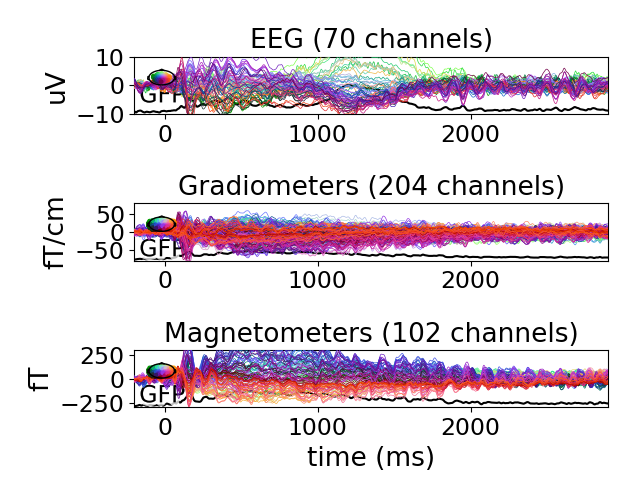 EEG (70 channels)
10
0
−10
uV
GFP
0
1000
2000
Gradiometers (204 channels)
50
0
−50
fT/cm
GFP
0
1000
2000
Magnetometers (102 channels)
250
0
−250
fT
GFP
0
1000
2000
time (ms)